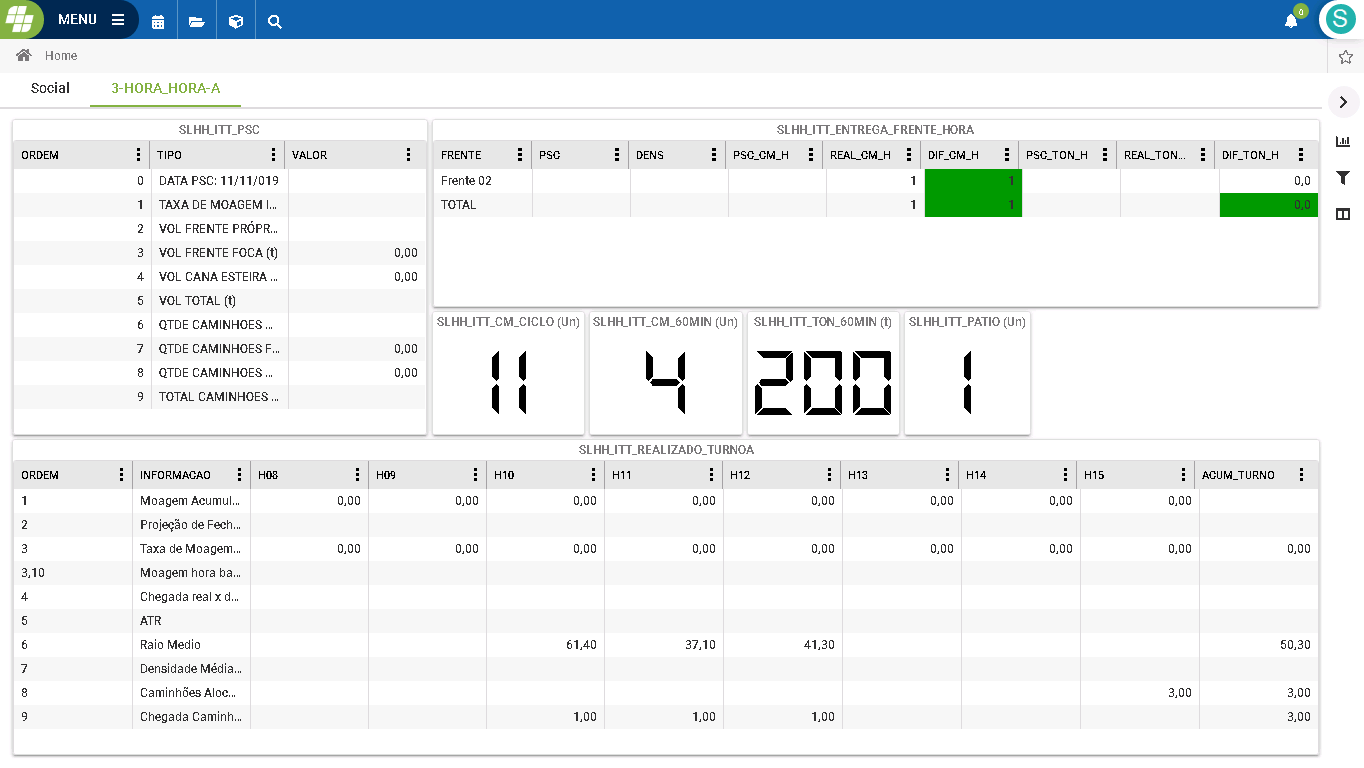 MENU
0
S
Home
Social 3-HORA_HORA-A
SLHH_ITT_PSC
ORDEM TIPO VALOR
0 DATA PSC: 11/11/019
1 TAXA DE MOAGEM I...
2 VOL FRENTE PRÓPR...
3 VOL FRENTE FOCA (t) 0,00
4 VOL CANA ESTEIRA ... 0,00
5 VOL TOTAL (t)
6 QTDE CAMINHOES ...
7 QTDE CAMINHOES F... 0,00
8 QTDE CAMINHOES ... 0,00
9 TOTAL CAMINHOES ...
SLHH_ITT_ENTREGA_FRENTE_HORA
FRENTE PSC DENS PSC_CM_H REAL_CM_H DIF_CM_H PSC_TON_H REAL_TON... DIF_TON_H
Frente 02 1 1 0,0
TOTAL 1 1 0,0
SLHH_ITT_CM_CICLO (Un)
11
SLHH_ITT_CM_60MIN (Un)
4
SLHH_ITT_TON_60MIN (t)
200
SLHH_ITT_PATIO (Un)
1
SLHH_ITT_REALIZADO_TURNOA
ORDEM INFORMACAO H08 H09 H10 H11 H12 H13 H14 H15 ACUM_TURNO
1 Moagem Acumul... 0,00 0,00 0,00 0,00 0,00 0,00 0,00 0,00
2 Projeção de Fech...
3 Taxa de Moagem... 0,00 0,00 0,00 0,00 0,00 0,00 0,00 0,00 0,00
3,10 Moagem hora ba...
4 Chegada real x d...
5 ATR
6 Raio Medio 61,40 37,10 41,30 50,30
7 Densidade Média...
8 Caminhões Aloc... 3,00 3,00
9 Chegada Caminh... 1,00 1,00 1,00 3,00